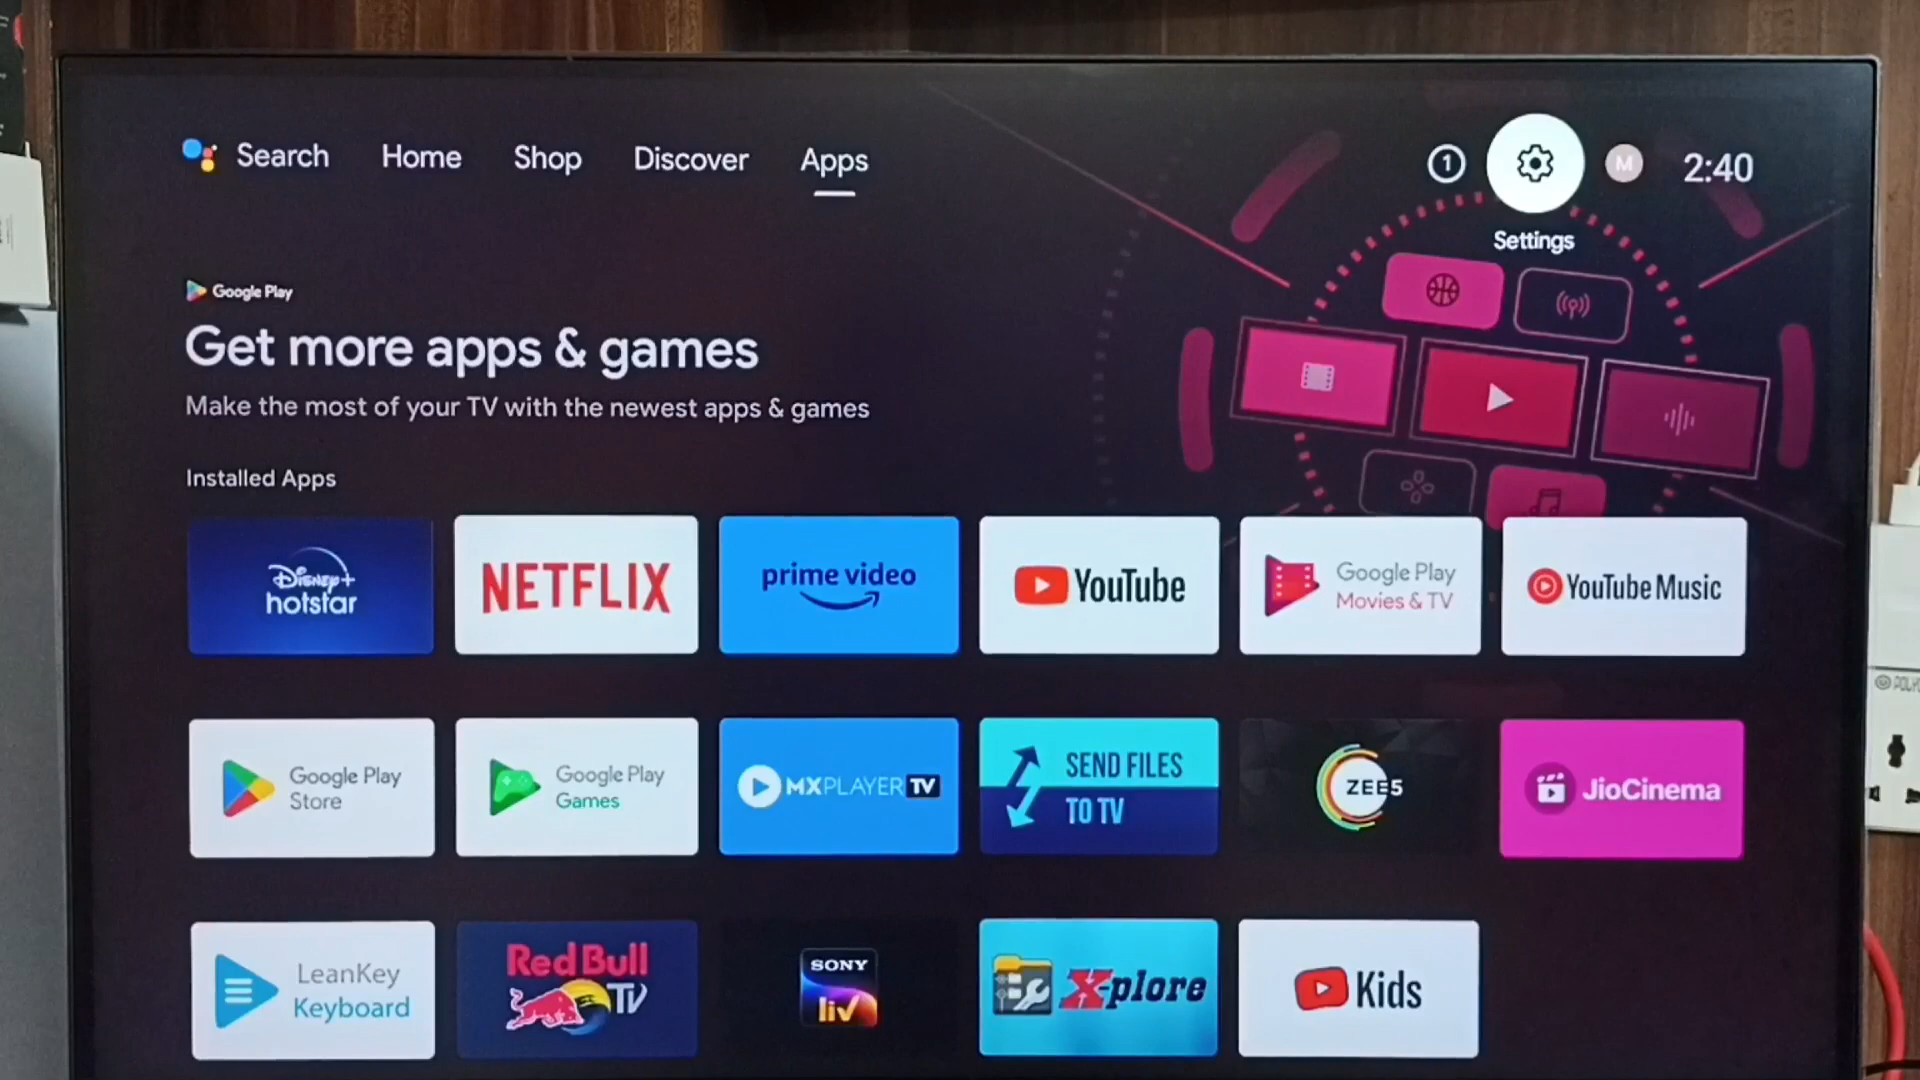 Search Home Shop Discover Apps
1 M 2:40
Settings
Google Play
Get more apps & games
Make the most of your TV with the newest apps & games
Installed Apps
Disney+
hotstar
NETFLIX
prime video
YouTube
Google Play
Movies & TV
YouTube Music
Google Play
Store
Google Play
Games
MXPLAYER TV
SEND FILES
TO TV
ZEE5
JioCinema
LeanKey
Keyboard
Red Bull
TV
SONY
liv
X-plore
Kids